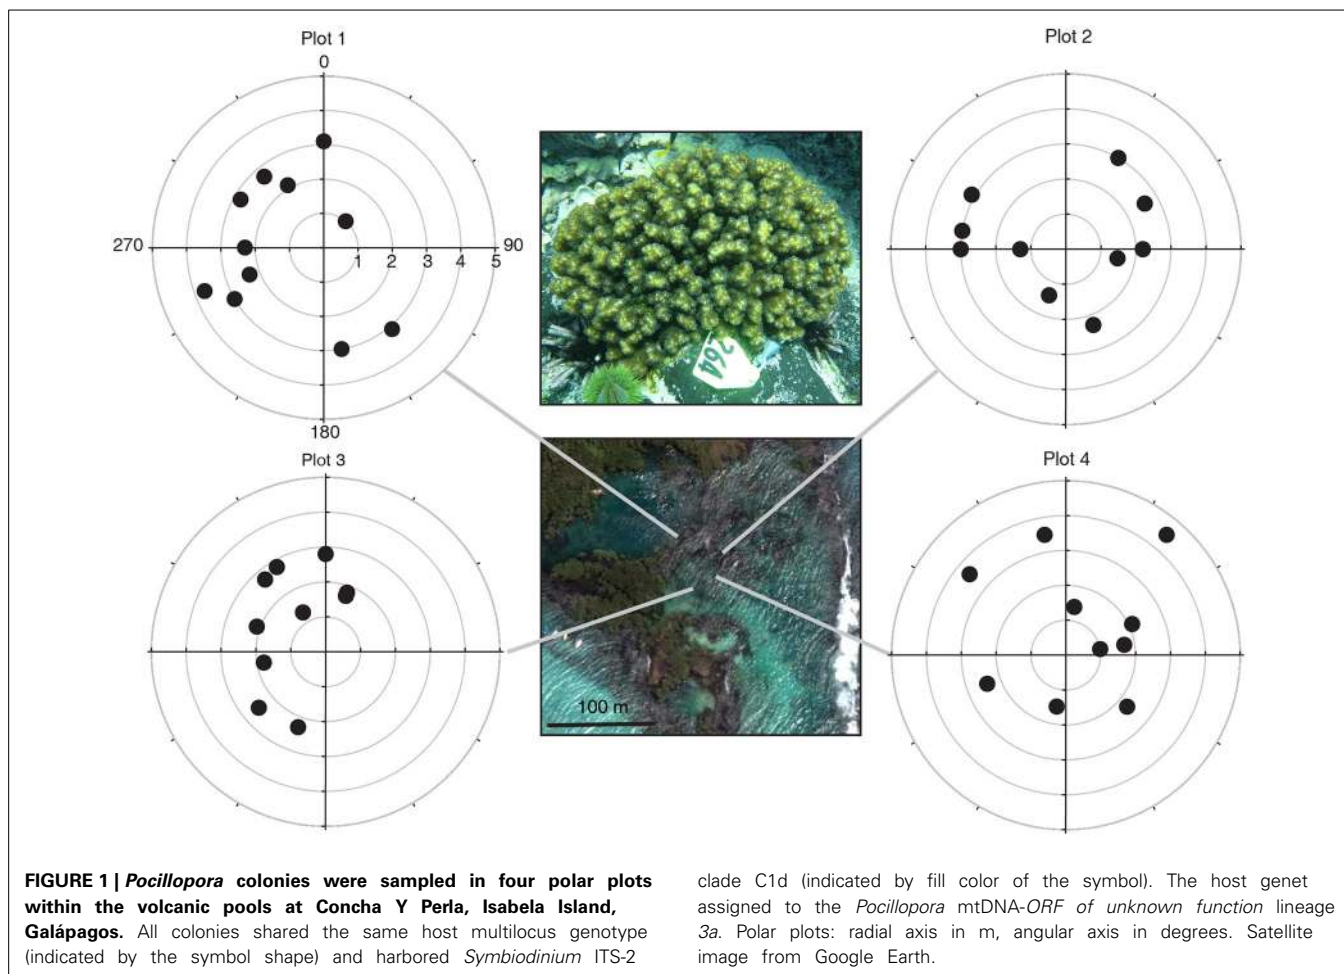 Plot 1
0
270
90
1 2 3 4 5
180
Plot 2
264
Plot 3
Plot 4
100 m
FIGURE 1 | Pocillopora colonies were sampled in four polar plots
within the volcanic pools at Concha Y Perla, Isabela Island,
Galápagos. All colonies shared the same host multilocus genotype
(indicated by the symbol shape) and harbored Symbiodinium ITS-2
clade C1d (indicated by fill color of the symbol). The host genet
assigned to the Pocillopora mtDNA-ORF of unknown function lineage
3a. Polar plots: radial axis in m, angular axis in degrees. Satellite
image from Google Earth.